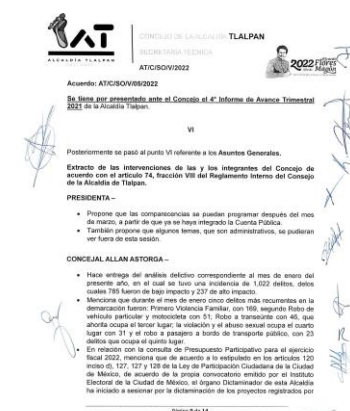 AT
ALCALDÍA TLALPAN
CONCEJO DE LA ALCALDÍA TLALPAN
SECRETARÍA TÉCNICA
AT/C/SO/V/2022
2022 Flores Magón
Acuerdo: AT/C/SO/V/05/2022
Se tiene por presentado ante el Concejo el 4° Informe de Avance Trimestral
2021 de la Alcaldía Tlalpan.
VI
Posteriormente se pasó al punto VI referente a los Asuntos Generales.
Extracto de las intervenciones de las y los integrantes del Concejo de
acuerdo con el artículo 74, fracción VIII del Reglamento Interno del Consejo
de la Alcaldía de Tlalpan.
PRESIDENTA –
• Propone que las comparecencias se puedan programar después del mes
de marzo, a partir de que ya se haya integrado la Cuenta Pública.
• También propone que algunos temas, que son administrativos, se pudieran
ver fuera de esta sesión.
CONCEJAL ALLAN ASTORGA –
• Hace entrega del análisis delictivo correspondiente al mes de enero del
presente año, en el cual se tuvo una incidencia de 1,022 delitos, delos
cuales 785 fueron de bajo impacto y 237 de alto impacto.
• Menciona que durante el mes de enero cinco delitos más recurrentes en la
demarcación fueron: Primero Violencia Familiar, con 169, segundo Robo de
vehículo particular y motocicleta con 51; Robo a transeúnte con 46, que
ahorita ocupa el tercer lugar; la violación y el abuso sexual ocupa el cuarto
lugar con 31 y el robo a pasajero a bordo de transporte público, con 23
delitos que ocupa el quinto lugar.
• En relación con la consulta de Presupuesto Participativo para el ejercicio
fiscal 2022, menciona que de acuerdo a lo estipulado en los artículos 120
inciso d), 127, 127 y 128 de la Ley de Participación Ciudadana de la Ciudad
de México, de acuerdo de la propia convocatoria emitido por el Instituto
Electoral de la Ciudad de México, el órgano Dictaminador de esta Alcaldía
ha iniciado a sesionar por la dictaminación de los proyectos registrados por